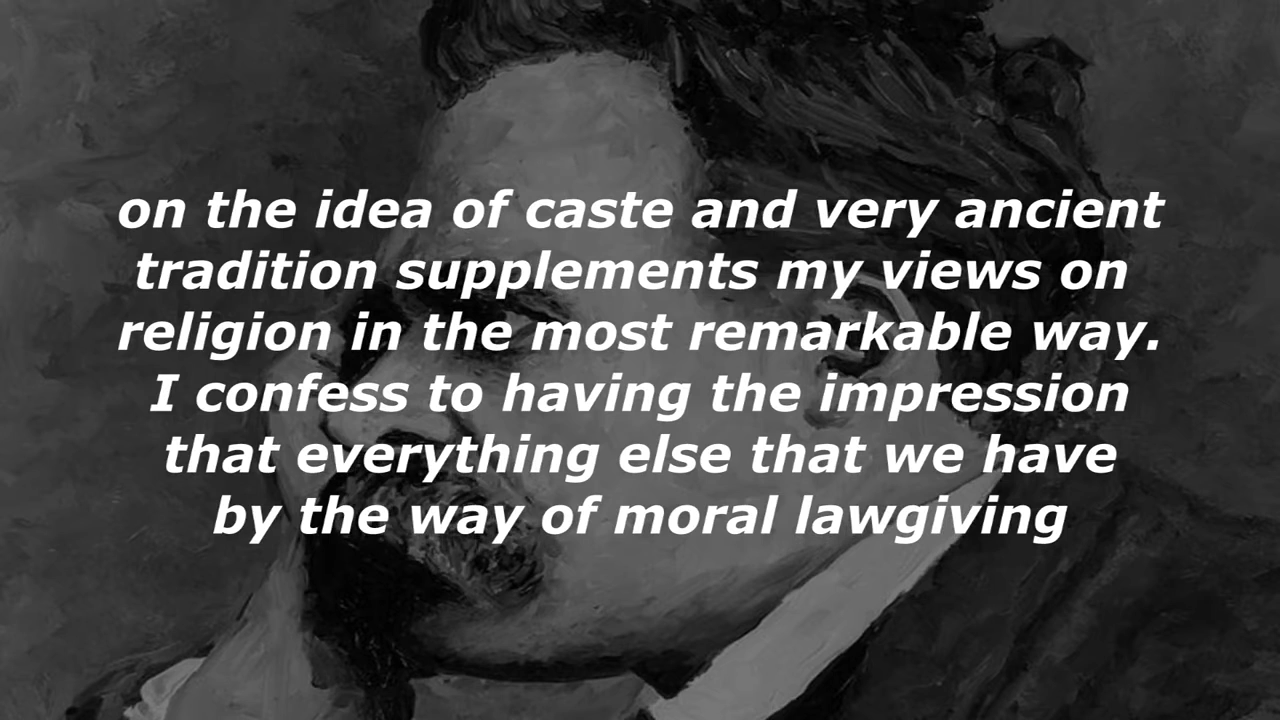 on the idea of caste and very ancient
tradition supplements my views on
religion in the most remarkable way.
I confess to having the impression
that everything else that we have
by the way of moral lawgiving